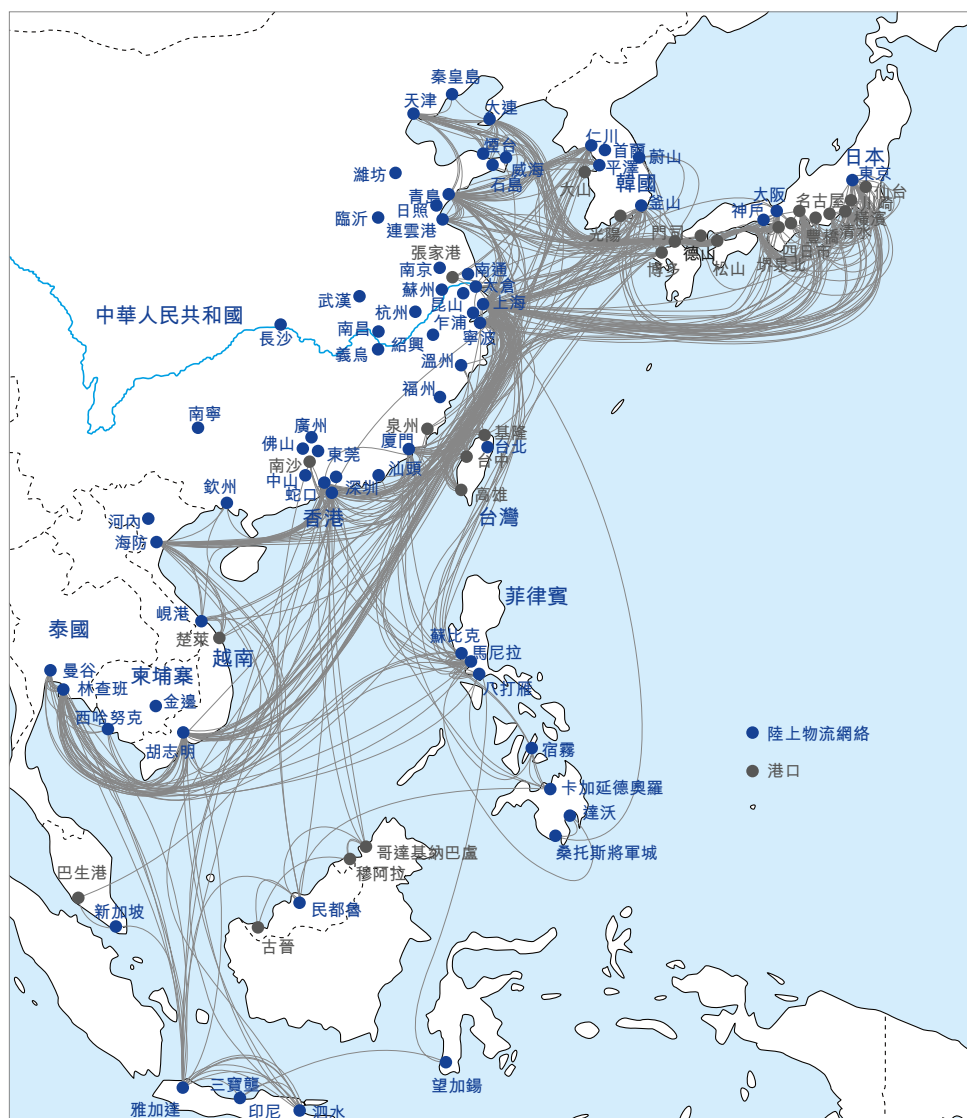 秦皇島
天津
大連
煙台
威海
石島
濰坊
青島
日照
臨沂
連雲港
仁川
首爾
平澤
蔚山
大山
韓國
釜山
光陽
日本
東京
仙台
川崎
橫濱
名古屋
清水
豐橋
四日市
大阪
神戶
堺泉北
門司
德山
松山
博多
張家港
南京
南通
太倉
蘇州
昆山
上海
武漢
杭州
乍浦
寧波
中華人民共和國
長沙
南昌
義烏
紹興
溫州
福州
南寧
廣州
佛山
東莞
南沙
中山
蛇口
深圳
香港
泉州
廈門
汕頭
基隆
台北
台中
高雄
台灣
欽州
河內
海防
峴港
楚萊
越南
泰國
曼谷
林查班
柬埔寨
金邊
西哈努克
胡志明
菲律賓
蘇比克
馬尼拉
八打雁
宿霧
卡加延德奧羅
達沃
桑托斯將軍城
陸上物流網絡
港口
哥達基納巴盧
穆阿拉
民都魯
古晉
巴生港
新加坡
望加錫
三寶龔
雅加達
印尼
泗水